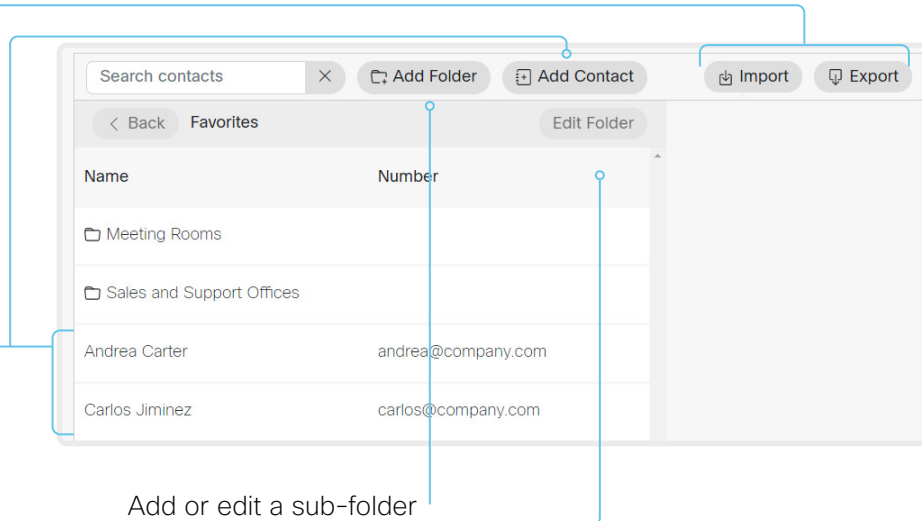 Search contacts Add Folder Add Contact Import Export
Back Favorites Edit Folder
Name Number
Meeting Rooms
Sales and Support Offices
Andrea Carter andrea@company.com
Carlos Jiminez carlos@company.com
Add or edit a sub-folder